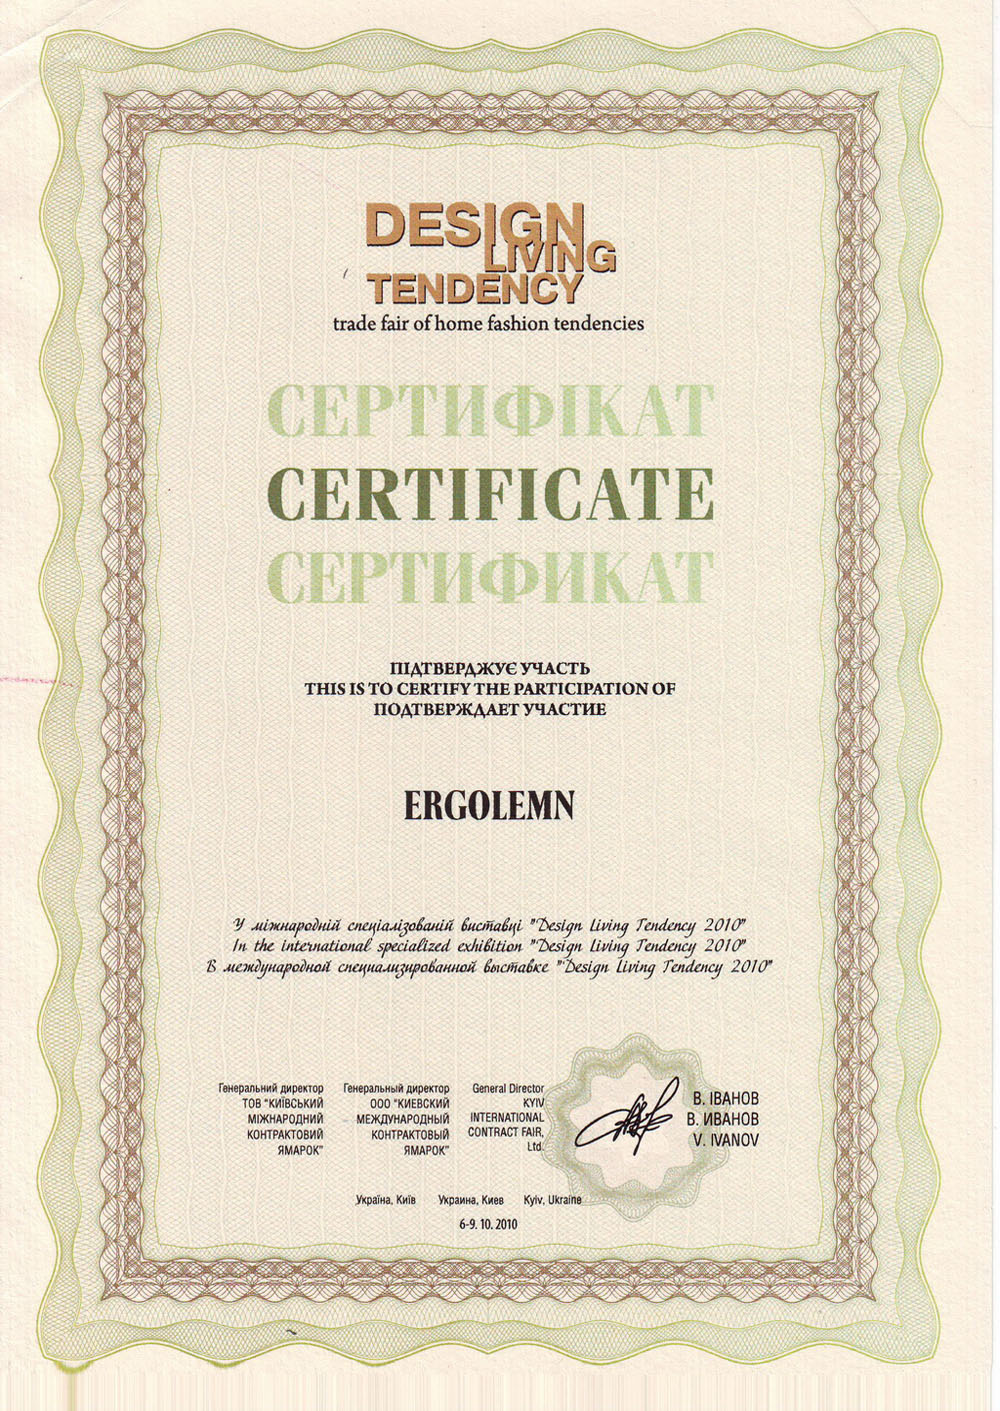 DESIGN
LIVING
TENDENCY
trade fair of home fashion tendencies
СЕРТИФІКАТ
CERTIFICATE
СЕРТИФИКАТ
ПІДТВЕРДЖУЄ УЧАСТЬ
THIS IS TO CERTIFY THE PARTICIPATION OF
ПОДТВЕРЖДАЕТ УЧАСТИЕ
ERGOLEMN
У міжнародній спеціалізованій виставці "Design Living Tendency 2010"
In the international specialized exhibition "Design Living Tendency 2010"
В международной специализированной выставке "Design Living Tendency 2010"
Генеральний директор
ТОВ "КИЇВСЬКИЙ
МІЖНАРОДНИЙ
КОНТРАКТОВИЙ
ЯМАРОК"
Генеральный директор
ООО "КИЕВСКИЙ
МЕЖДУНАРОДНЫЙ
КОНТРАКТОВЫЙ
ЯМАРОК"
General Director
KYIV
INTERNATIONAL
CONTRACT FAIR,
Ltd.
В. ІВАНОВ
В. ИВАНОВ
V. IVANOV
Україна, Київ Украина, Киев Kyiv, Ukraine
6-9. 10. 2010